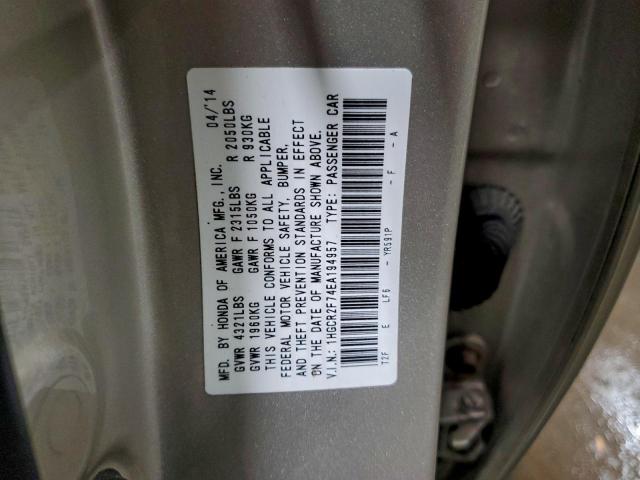 MFD. BY HONDA OF AMERICA MFG., INC. 04/'14
GVWR 4321LBS GAWR F 2315LBS R 2050LBS
GVWR 1960KG GAWR F 1050KG R 930KG
THIS VEHICLE CONFORMS TO ALL APPLICABLE
FEDERAL MOTOR VEHICLE SAFETY, BUMPER,
AND THEFT PREVENTION STANDARDS IN EFFECT
ON THE DATE OF MANUFACTURE SHOWN ABOVE.
V.I.N.: 1HGCR2F74EA194957 TYPE: PASSENGER CAR
T2F E LF6 - YR591P - F - A